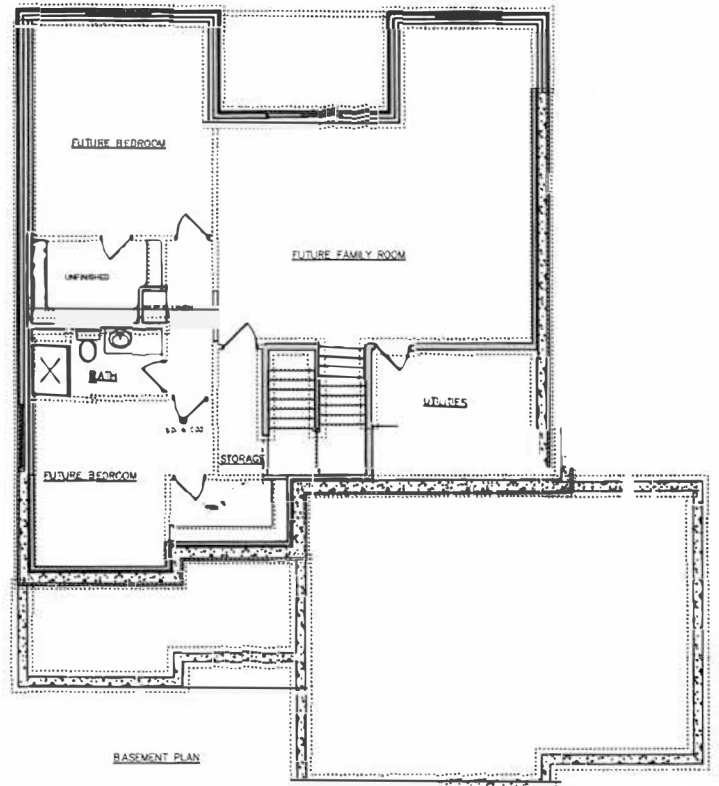 FUTURE BEDROOM
FUTURE FAMILY ROOM
UNFINISHED
BATH
UTILITIES
STORAGE
FUTURE BEDROOM
BASEMENT PLAN